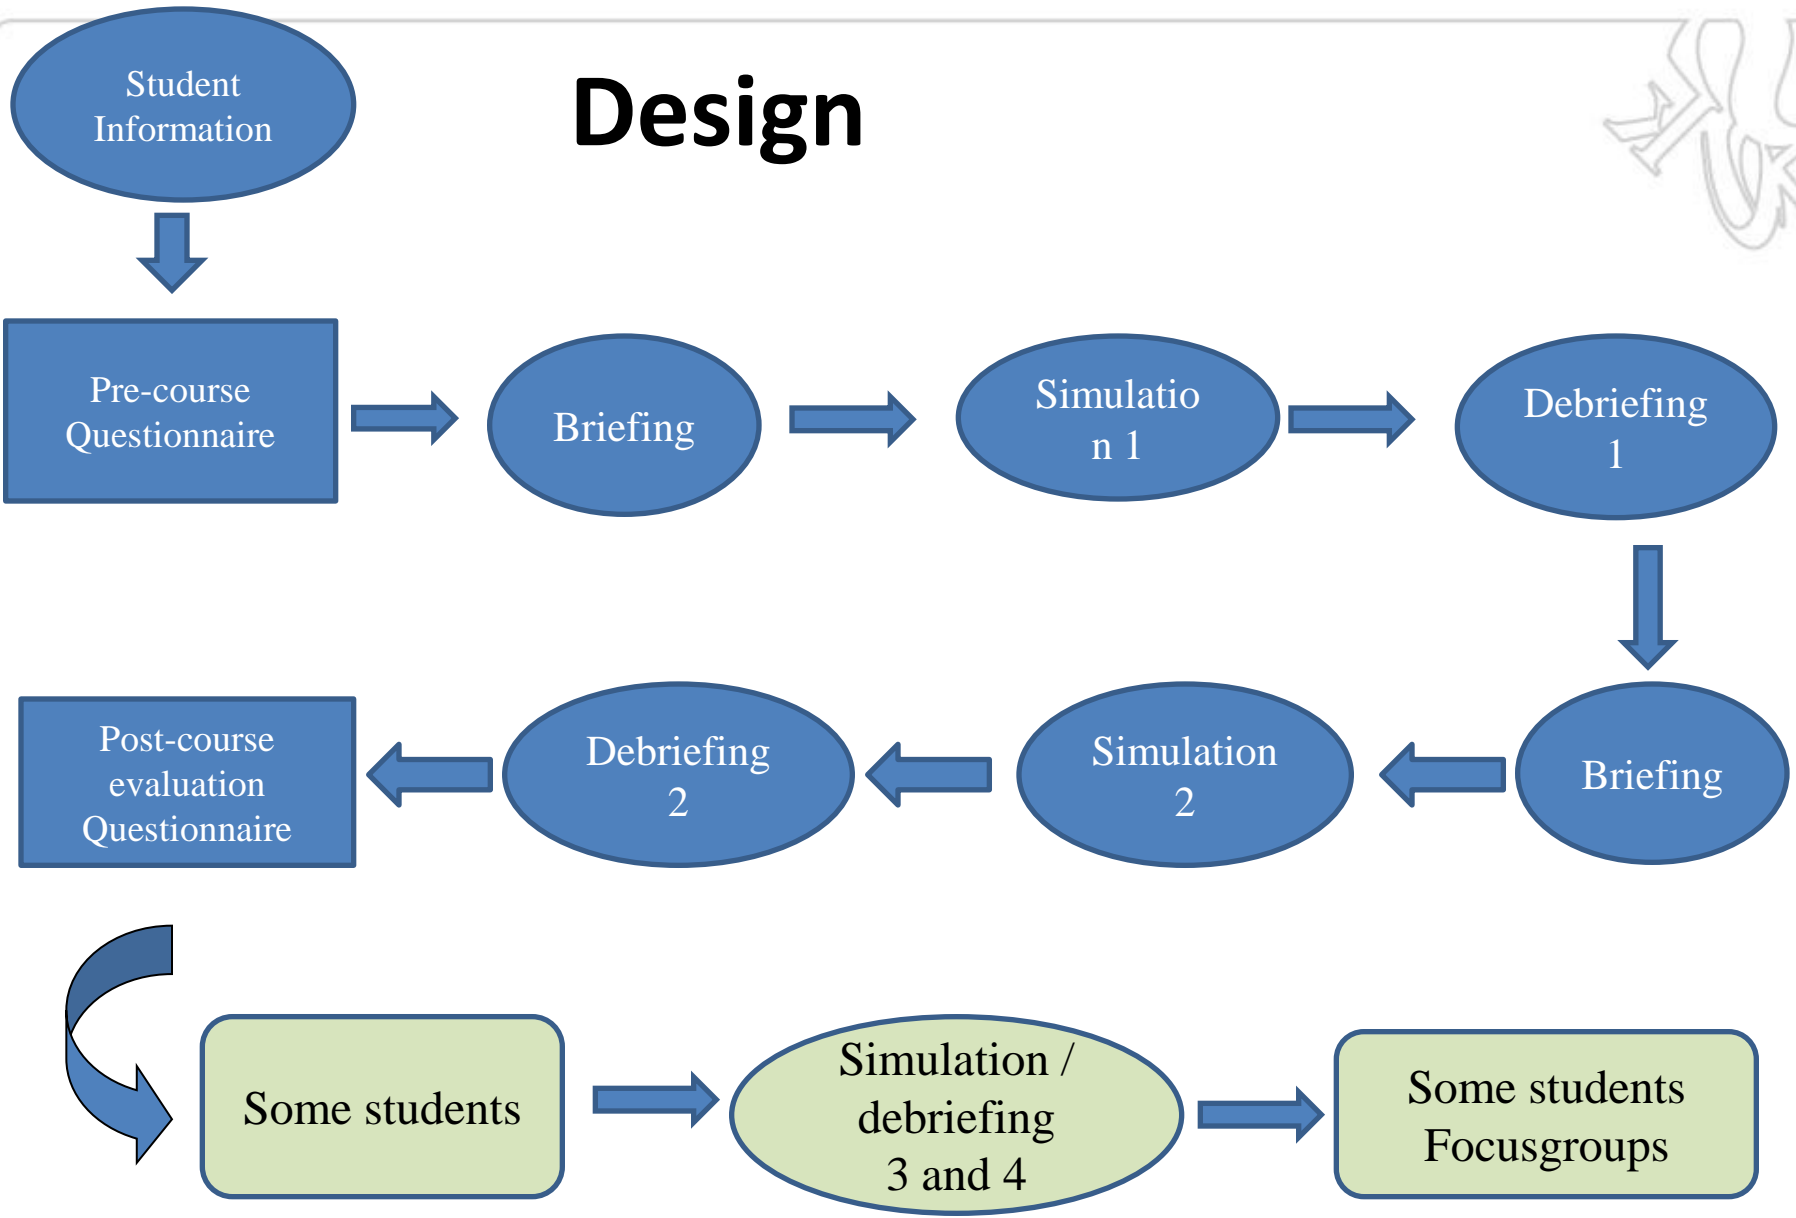 Design
Student
Information
Pre-course
Questionnaire
Briefing
Simulatio
n 1
Debriefing
1
Briefing
Simulation
2
Debriefing
2
Post-course
evaluation
Questionnaire
Some students
Simulation /
debriefing
3 and 4
Some students
Focusgroups